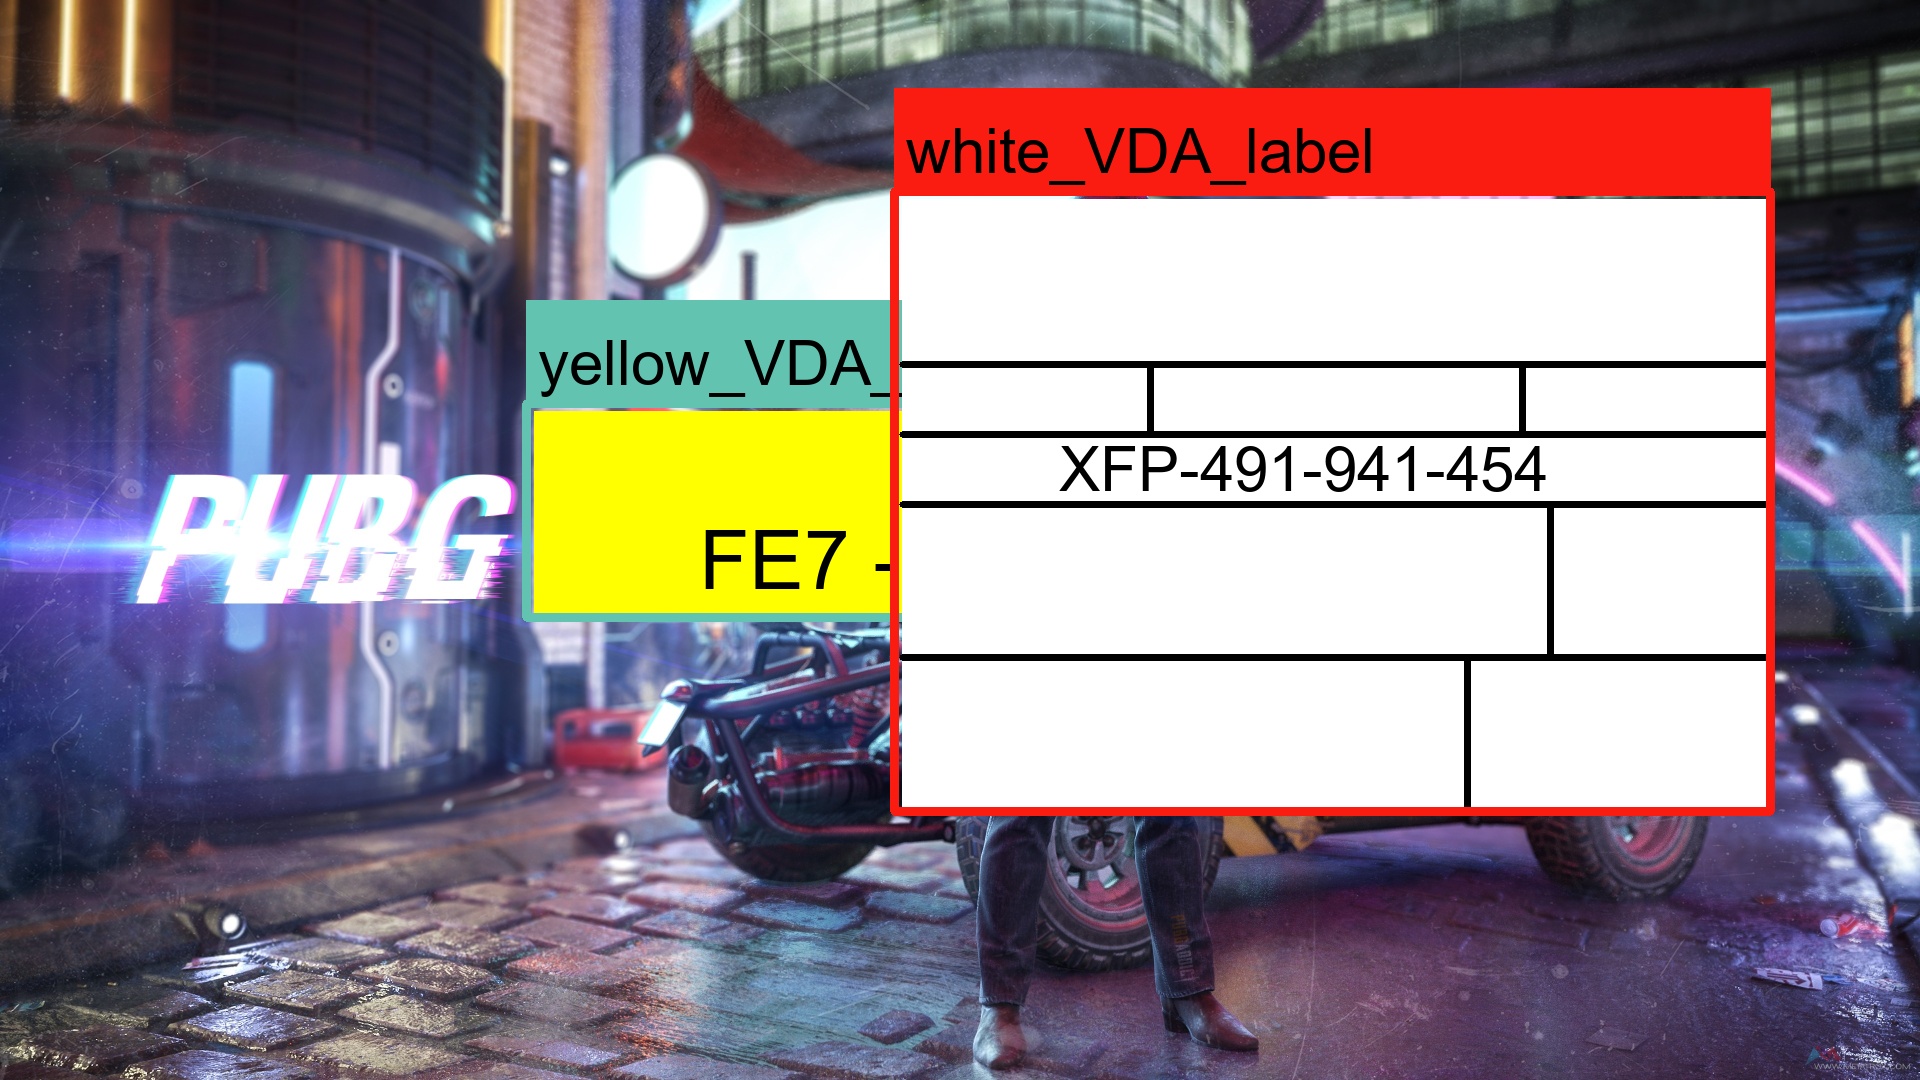 white_VDA_label
yellow_VDA_
XFP-491-941-454
PUBG
FE7 -